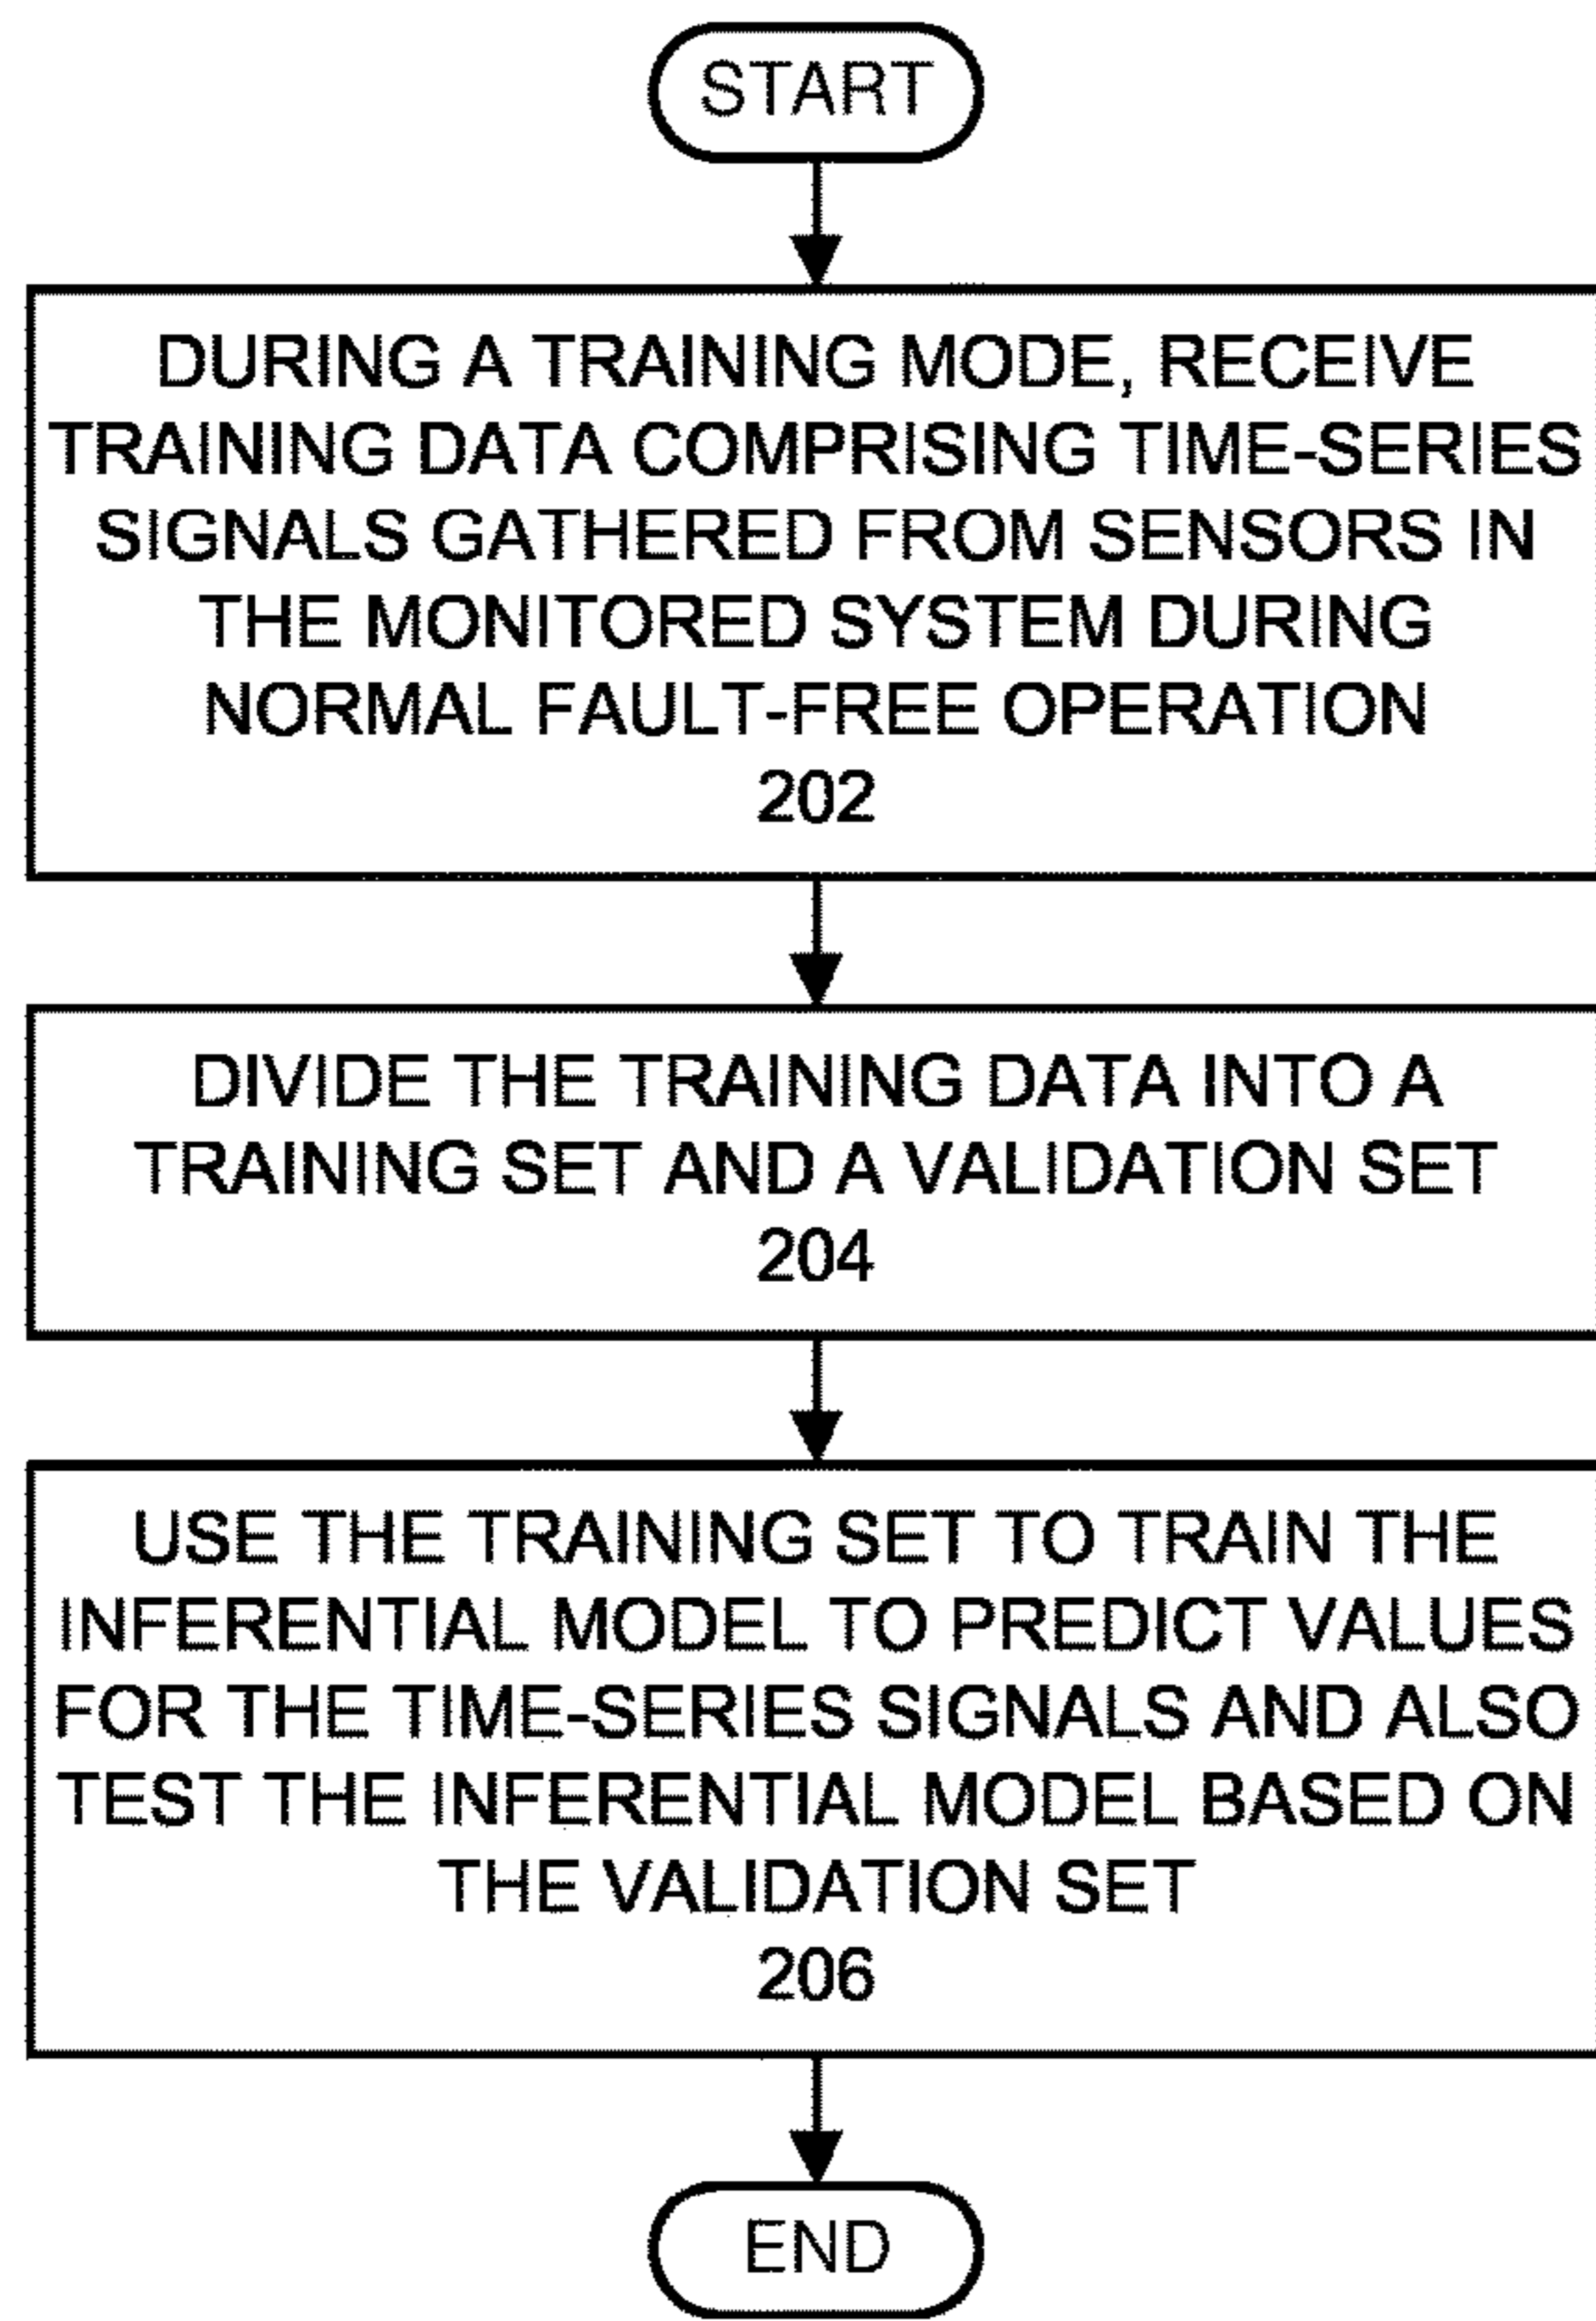 START
DURING A TRAINING MODE, RECEIVE
TRAINING DATA COMPRISING TIME-SERIES
SIGNALS GATHERED FROM SENSORS IN
THE MONITORED SYSTEM DURING
NORMAL FAULT-FREE OPERATION
202
DIVIDE THE TRAINING DATA INTO A
TRAINING SET AND A VALIDATION SET
204
USE THE TRAINING SET TO TRAIN THE
INFERENTIAL MODEL TO PREDICT VALUES
FOR THE TIME-SERIES SIGNALS AND ALSO
TEST THE INFERENTIAL MODEL BASED ON
THE VALIDATION SET
206
END